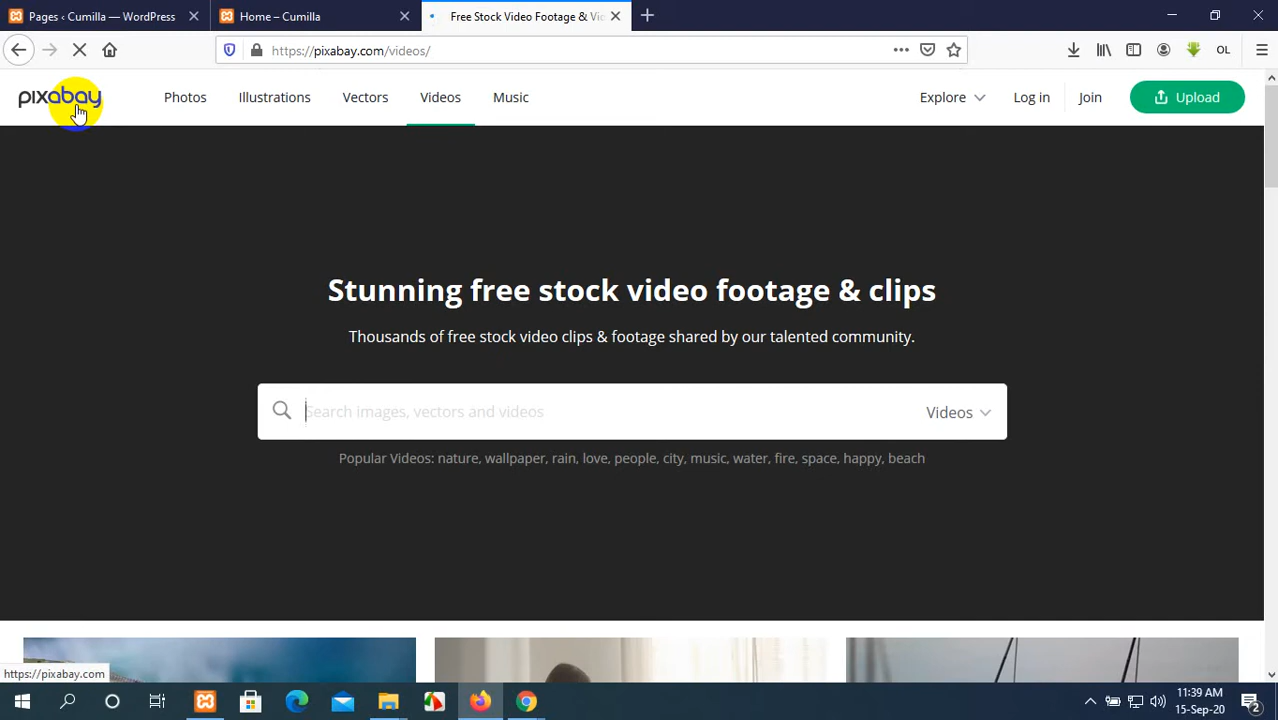 Pages ‹ Cumilla — WordPress
Home – Cumilla
Free Stock Video Footage & Vi
https://pixabay.com/videos/
OL
pixabay
Photos
Illustrations
Vectors
Videos
Music
Explore
Log in
Join
Upload
Stunning free stock video footage & clips
Thousands of free stock video clips & footage shared by our talented community.
Search images, vectors and videos
Videos
Popular Videos: nature, wallpaper, rain, love, people, city, music, water, fire, space, happy, beach
https://pixabay.com
11:39 AM
15-Sep-20
2